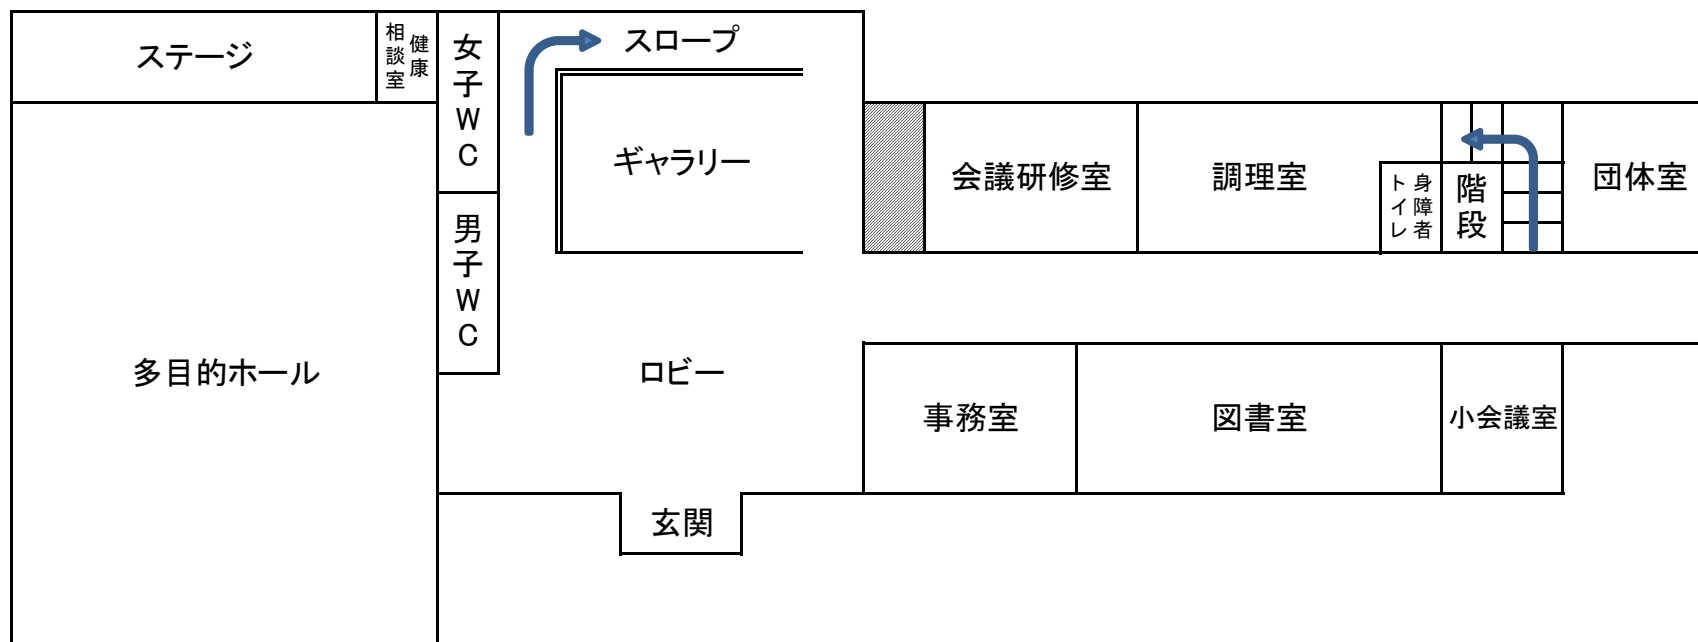 ステージ
健康
相談室
女子WC
スロープ
ギャラリー
会議研修室
調理室
身障者
トイレ
階段
団体室
男子WC
多目的ホール
ロビー
事務室
図書室
小会議室
玄関